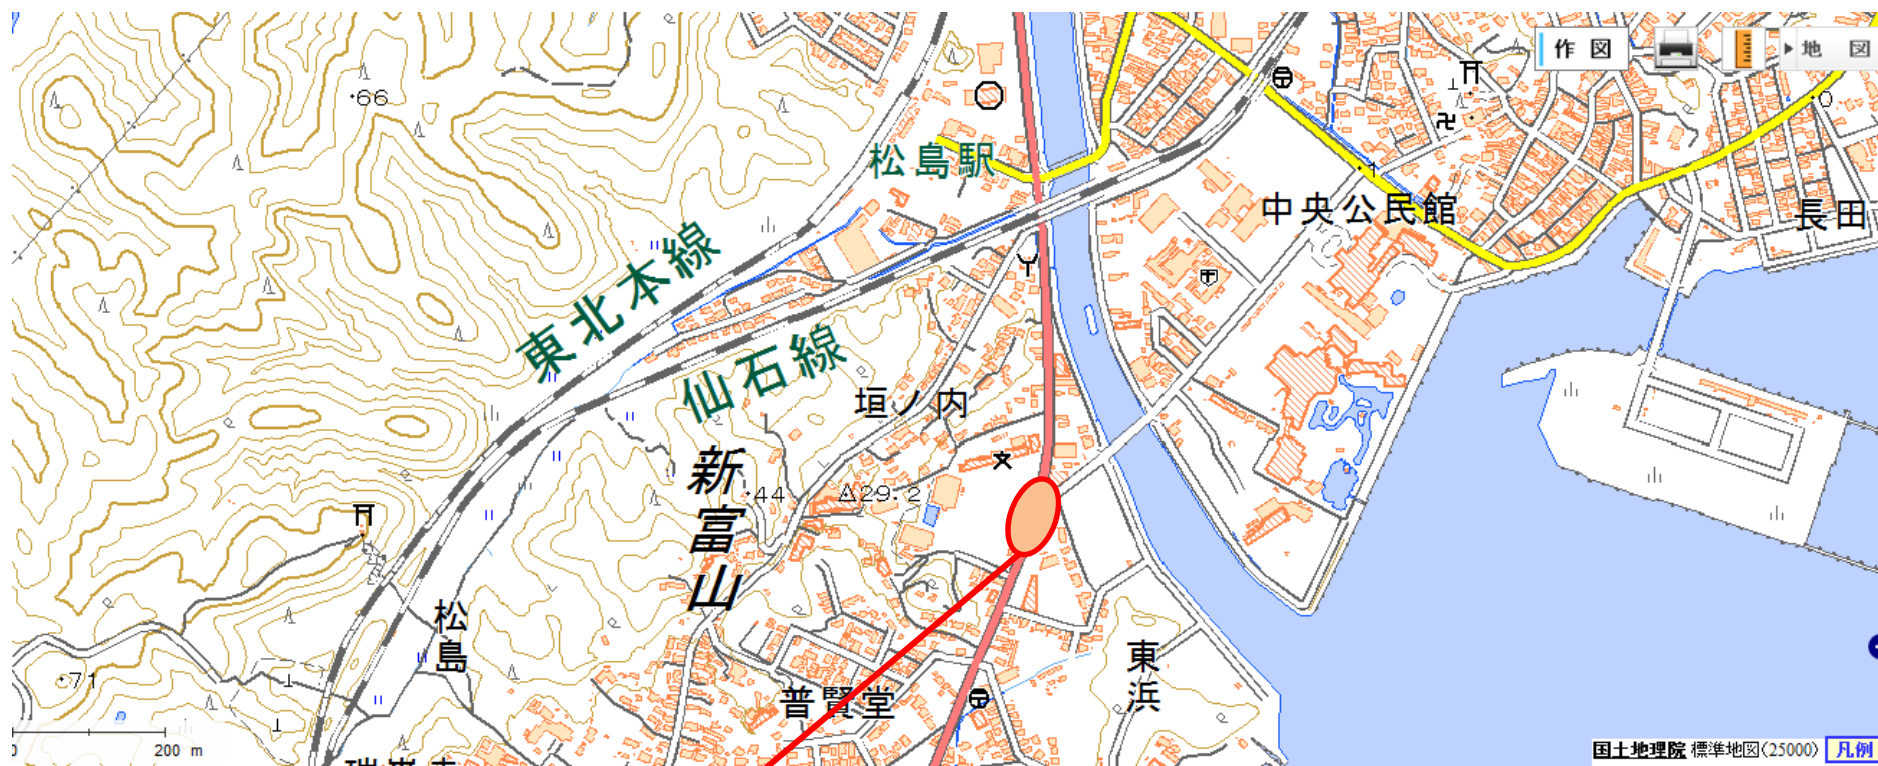 作 図
地 図
66
松島駅
中央公民館
長田
0
東北本線
仙石線
垣ノ内
新富山
44
29.2
松島
71
普賢堂
東浜
0
200 m
国土地理院 標準地図(25000)
凡例